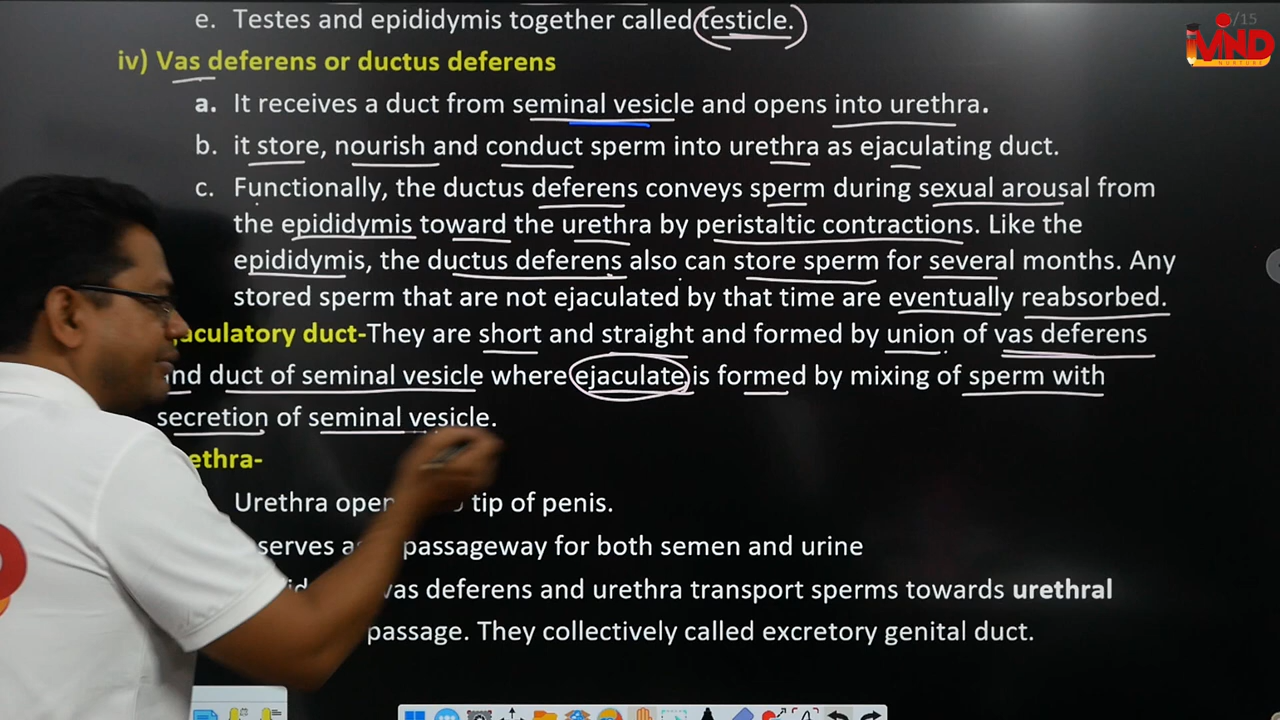 e. Testes and epididymis together called testicle.
/15
iMIND
NURTURE
iv) Vas deferens or ductus deferens
a. It receives a duct from seminal vesicle and opens into urethra.
b. it store, nourish and conduct sperm into urethra as ejaculating duct.
c. Functionally, the ductus deferens conveys sperm during sexual arousal from
the epididymis toward the urethra by peristaltic contractions. Like the
epididymis, the ductus deferens also can store sperm for several months. Any
stored sperm that are not ejaculated by that time are eventually reabsorbed.
aculatory duct-They are short and straight and formed by union of vas deferens
nd duct of seminal vesicle where ejaculate is formed by mixing of sperm with
secretion of seminal vesicle.
ethra-
Urethra open tip of penis.
serves a passageway for both semen and urine
vas deferens and urethra transport sperms towards urethral
passage. They collectively called excretory genital duct.